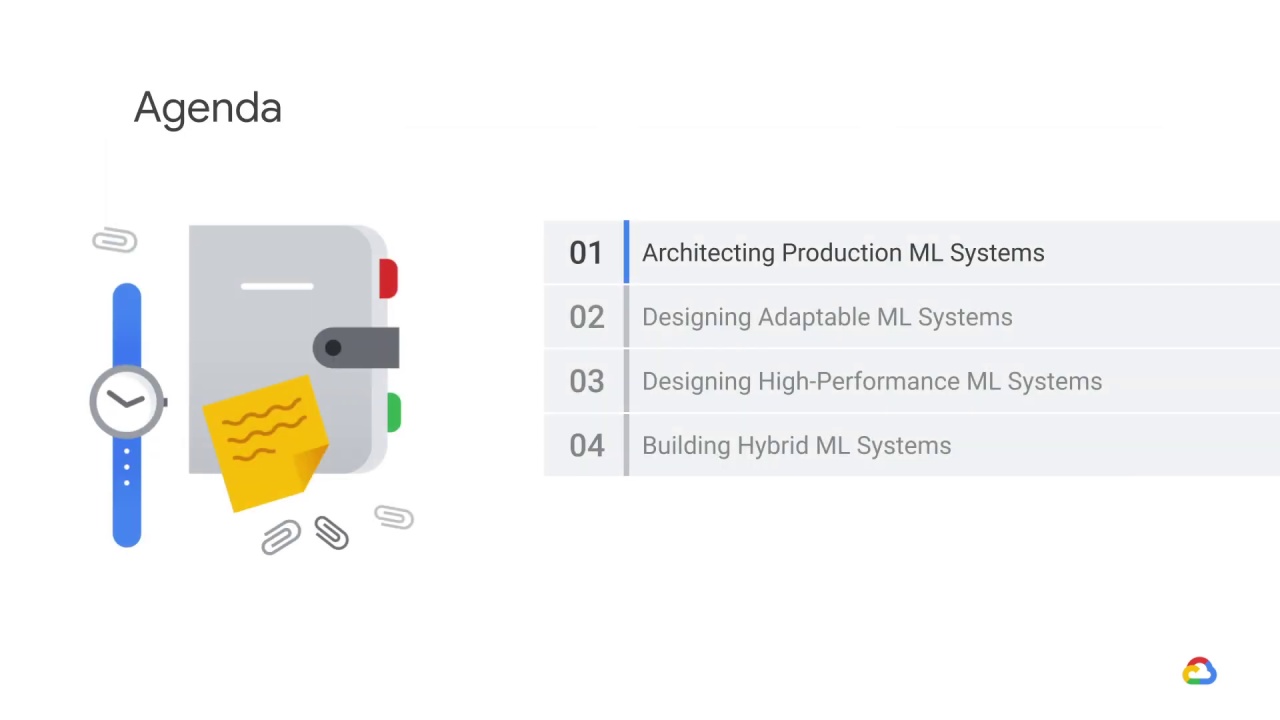 Agenda
01 Architecting Production ML Systems
02 Designing Adaptable ML Systems
03 Designing High-Performance ML Systems
04 Building Hybrid ML Systems